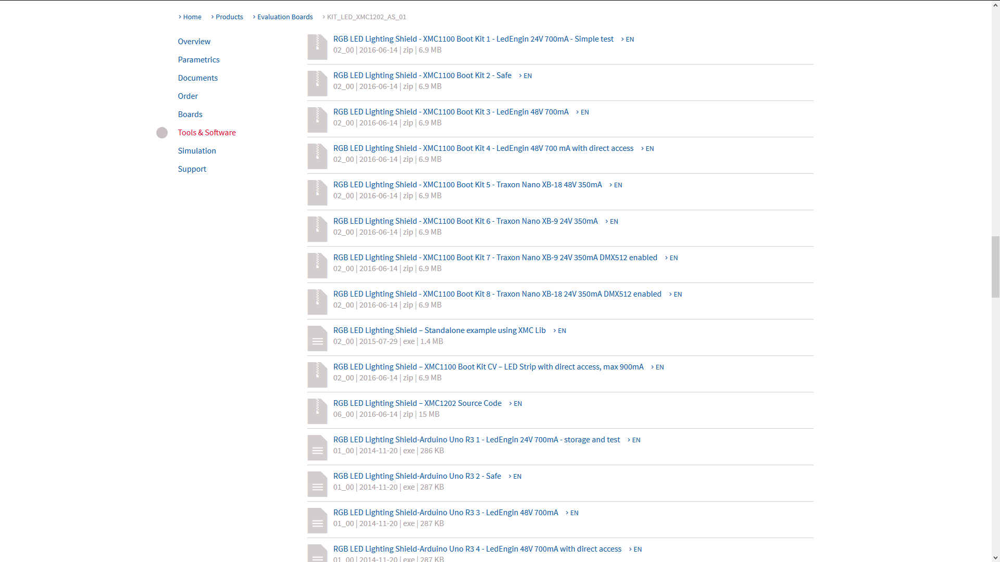 > Home > Products > Evaluation Boards > KIT_LED_XMC1202_AS_01
Overview
Parametrics
Documents
Order
Boards
Tools & Software
Simulation
Support
RGB LED Lighting Shield - XMC1100 Boot Kit 1 - LedEngin 24V 700mA - Simple test > EN
02_00 | 2016-06-14 | zip | 6.9 MB
RGB LED Lighting Shield - XMC1100 Boot Kit 2 - Safe > EN
02_00 | 2016-06-14 | zip | 6.9 MB
RGB LED Lighting Shield - XMC1100 Boot Kit 3 - LedEngin 48V 700mA > EN
02_00 | 2016-06-14 | zip | 6.9 MB
RGB LED Lighting Shield - XMC1100 Boot Kit 4 - LedEngin 48V 700 mA with direct access > EN
02_00 | 2016-06-14 | zip | 6.9 MB
RGB LED Lighting Shield - XMC1100 Boot Kit 5 - Traxon Nano XB-18 48V 350mA > EN
02_00 | 2016-06-14 | zip | 6.9 MB
RGB LED Lighting Shield - XMC1100 Boot Kit 6 - Traxon Nano XB-9 24V 350mA > EN
02_00 | 2016-06-14 | zip | 6.9 MB
RGB LED Lighting Shield - XMC1100 Boot Kit 7 - Traxon Nano XB-9 24V 350mA DMX512 enabled > EN
02_00 | 2016-06-14 | zip | 6.9 MB
RGB LED Lighting Shield - XMC1100 Boot Kit 8 - Traxon Nano XB-18 24V 350mA DMX512 enabled > EN
02_00 | 2016-06-14 | zip | 6.9 MB
RGB LED Lighting Shield – Standalone example using XMC Lib > EN
02_00 | 2015-07-29 | exe | 1.4 MB
RGB LED Lighting Shield – XMC1100 Boot Kit CV – LED Strip with direct access, max 900mA > EN
02_00 | 2016-06-14 | zip | 6.9 MB
RGB LED Lighting Shield – XMC1202 Source Code > EN
06_00 | 2016-06-14 | zip | 15 MB
RGB LED Lighting Shield-Arduino Uno R3 1 - LedEngin 24V 700mA - storage and test > EN
01_00 | 2014-11-20 | exe | 286 KB
RGB LED Lighting Shield-Arduino Uno R3 2 - Safe > EN
01_00 | 2014-11-20 | exe | 287 KB
RGB LED Lighting Shield-Arduino Uno R3 3 - LedEngin 48V 700mA > EN
01_00 | 2014-11-20 | exe | 287 KB
RGB LED Lighting Shield-Arduino Uno R3 4 - LedEngin 48V 700mA with direct access > EN
01_00 | 2014-11-20 | exe | 287 KB